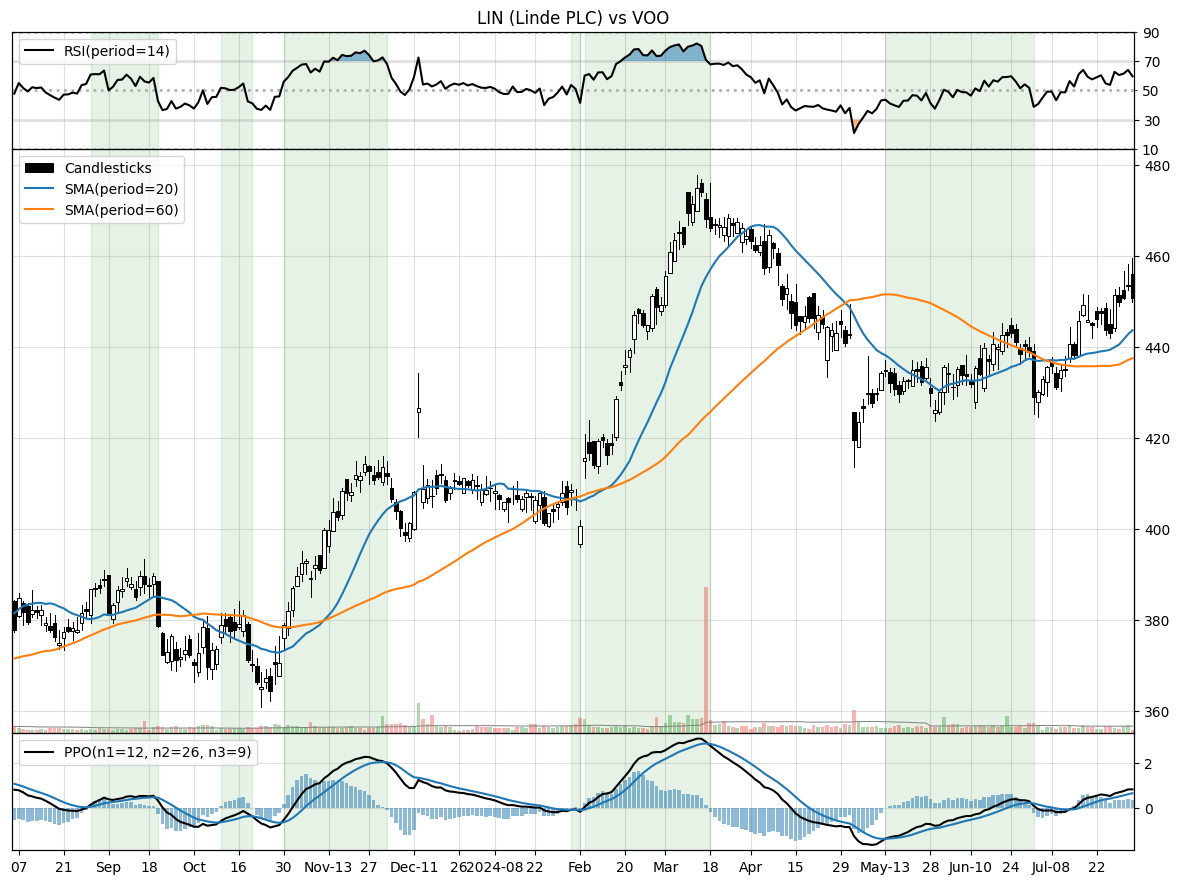 LIN (Linde PLC) vs VOO
RSI(period=14)
90
70
50
30
10
Candlesticks
SMA(period=20)
SMA(period=60)
480
460
440
420
400
380
360
PPO(n1=12, n2=26, n3=9)
2
0
07 21 Sep 18 Oct 16 30 Nov-13 27 Dec-11 26 2024-08 22 Feb 20 Mar 18 Apr 15 29 May-13 28 Jun-10 24 Jul-08 22